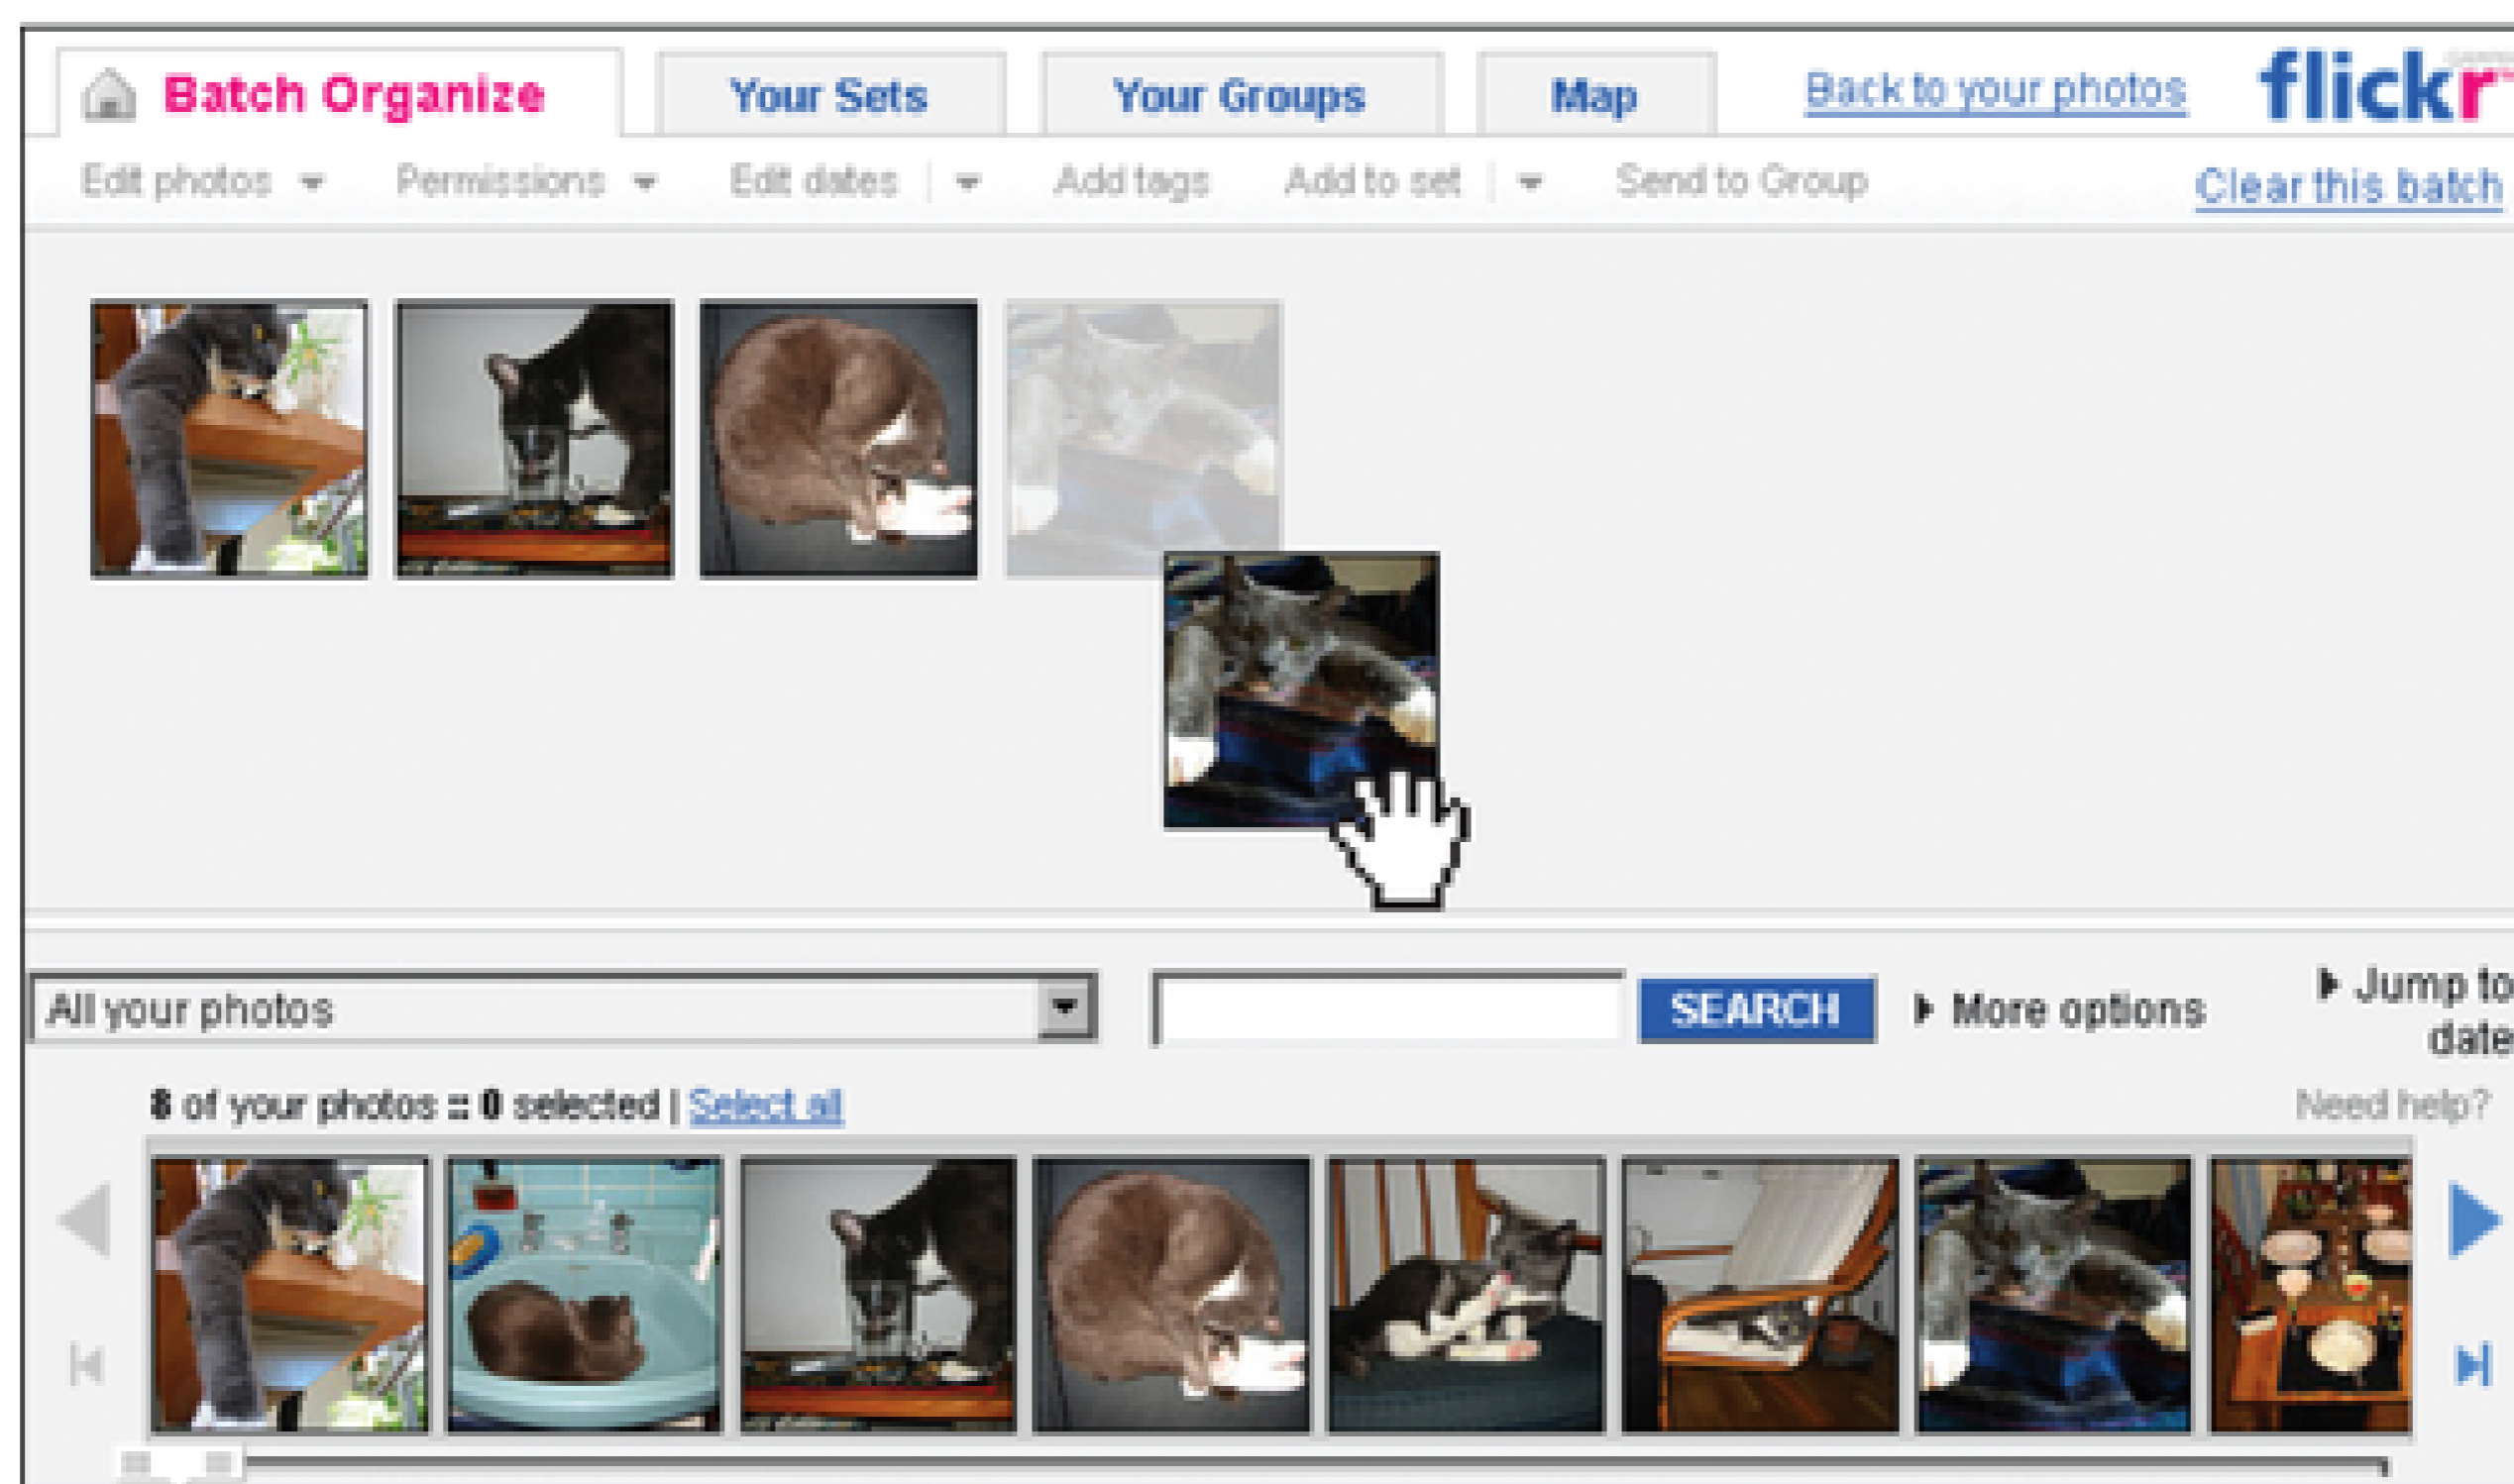 Batch Organize Your Sets Your Groups Map Back to your photos flickr
Edit photos Permissions Edit dates Add tags Add to set Send to Group Clear this batch
All your photos SEARCH More options Jump to
date
8 of your photos :: 0 selected | Select all Need help?